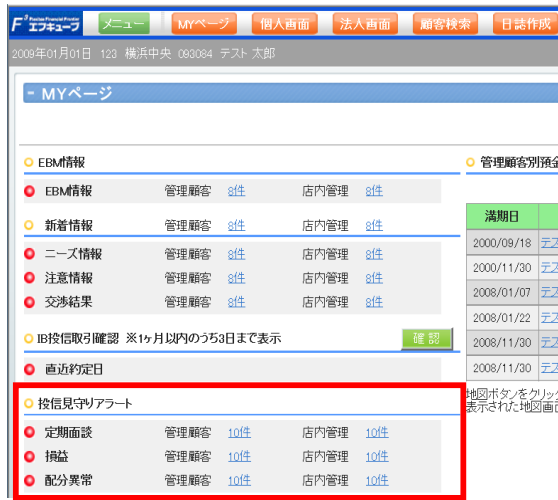 F³ Positive Financial Frontier エフキューブ メニュー MYページ 個人画面 法人画面 顧客検索 日誌作成
2009年01月01日 123 横浜中央 093084 テスト 太郎
- MYページ
EBM情報
EBM情報 管理顧客 8件 店内管理 8件
新着情報 管理顧客 8件 店内管理 8件
ニーズ情報 管理顧客 8件 店内管理 8件
注意情報 管理顧客 8件 店内管理 8件
交渉結果 管理顧客 8件 店内管理 8件
IB投信取引確認 ※1ヶ月以内のうち3日まで表示 確認
直近約定日
投信見守りアラート
定期面談 管理顧客 10件 店内管理 10件
損益 管理顧客 10件 店内管理 10件
配分異常 管理顧客 10件 店内管理 10件
管理顧客別預金
満期日
2000/09/18 テス
2000/11/30 テス
2008/01/07 テス
2008/01/22 テス
2008/11/30 テス
2008/11/30 テス
地図ボタンをクリック
表示された地図画面